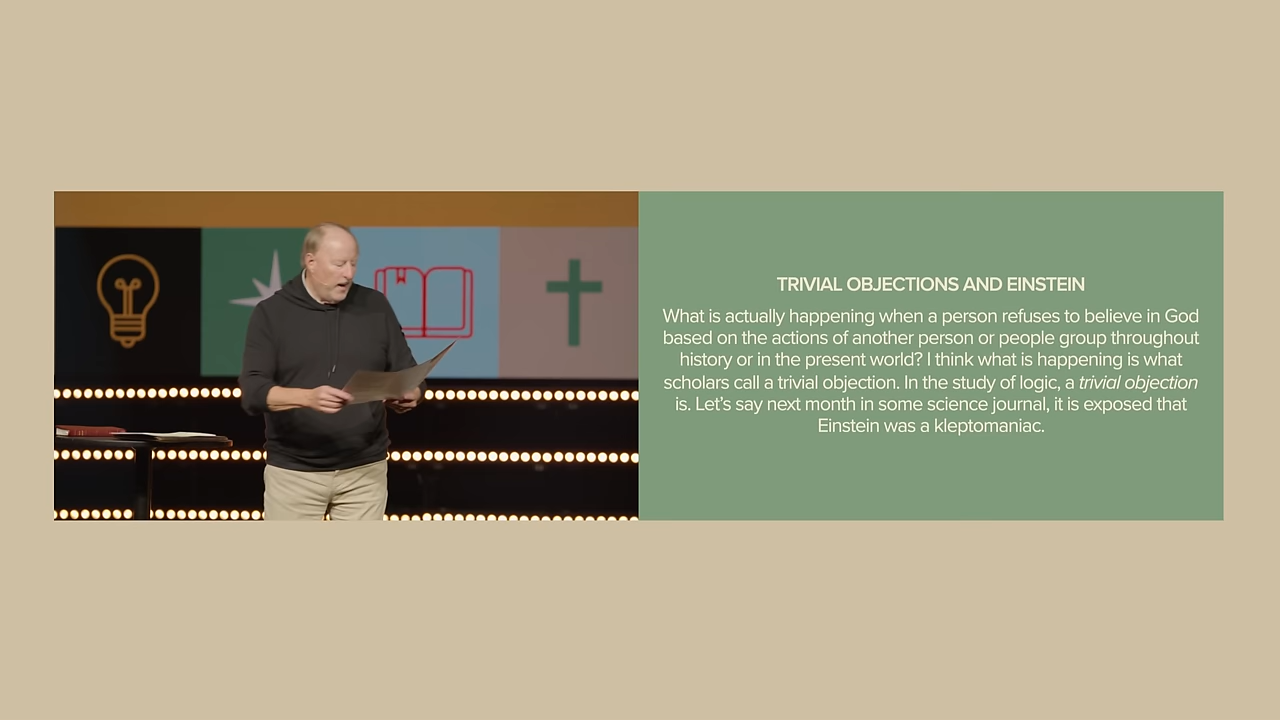 TRIVIAL OBJECTIONS AND EINSTEIN
What is actually happening when a person refuses to believe in God
based on the actions of another person or people group throughout
history or in the present world? I think what is happening is what
scholars call a trivial objection. In the study of logic, a trivial objection
is. Let’s say next month in some science journal, it is exposed that
Einstein was a kleptomaniac.